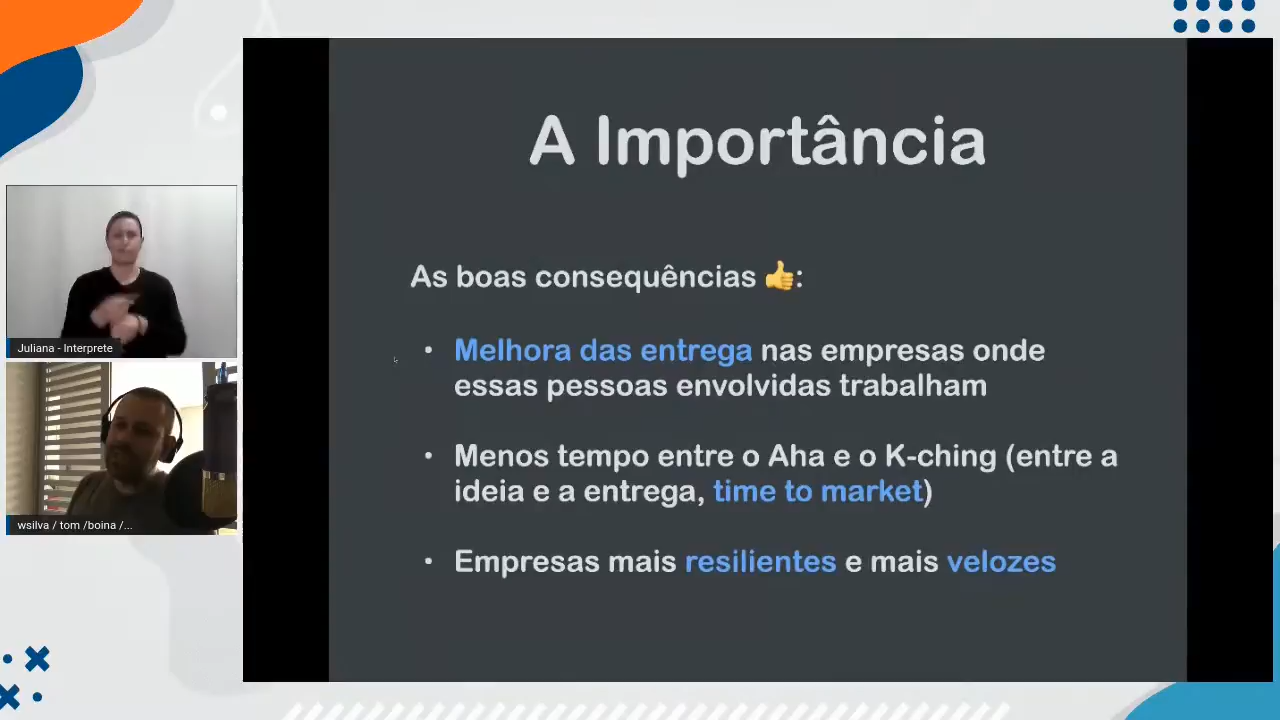 A Importância
As boas consequências 👍:
• Melhora das entrega nas empresas onde
essas pessoas envolvidas trabalham
• Menos tempo entre o Aha e o K-ching (entre a
ideia e a entrega, time to market)
• Empresas mais resilientes e mais velozes
Juliana - Interprete
wsilva / tom /boina /...